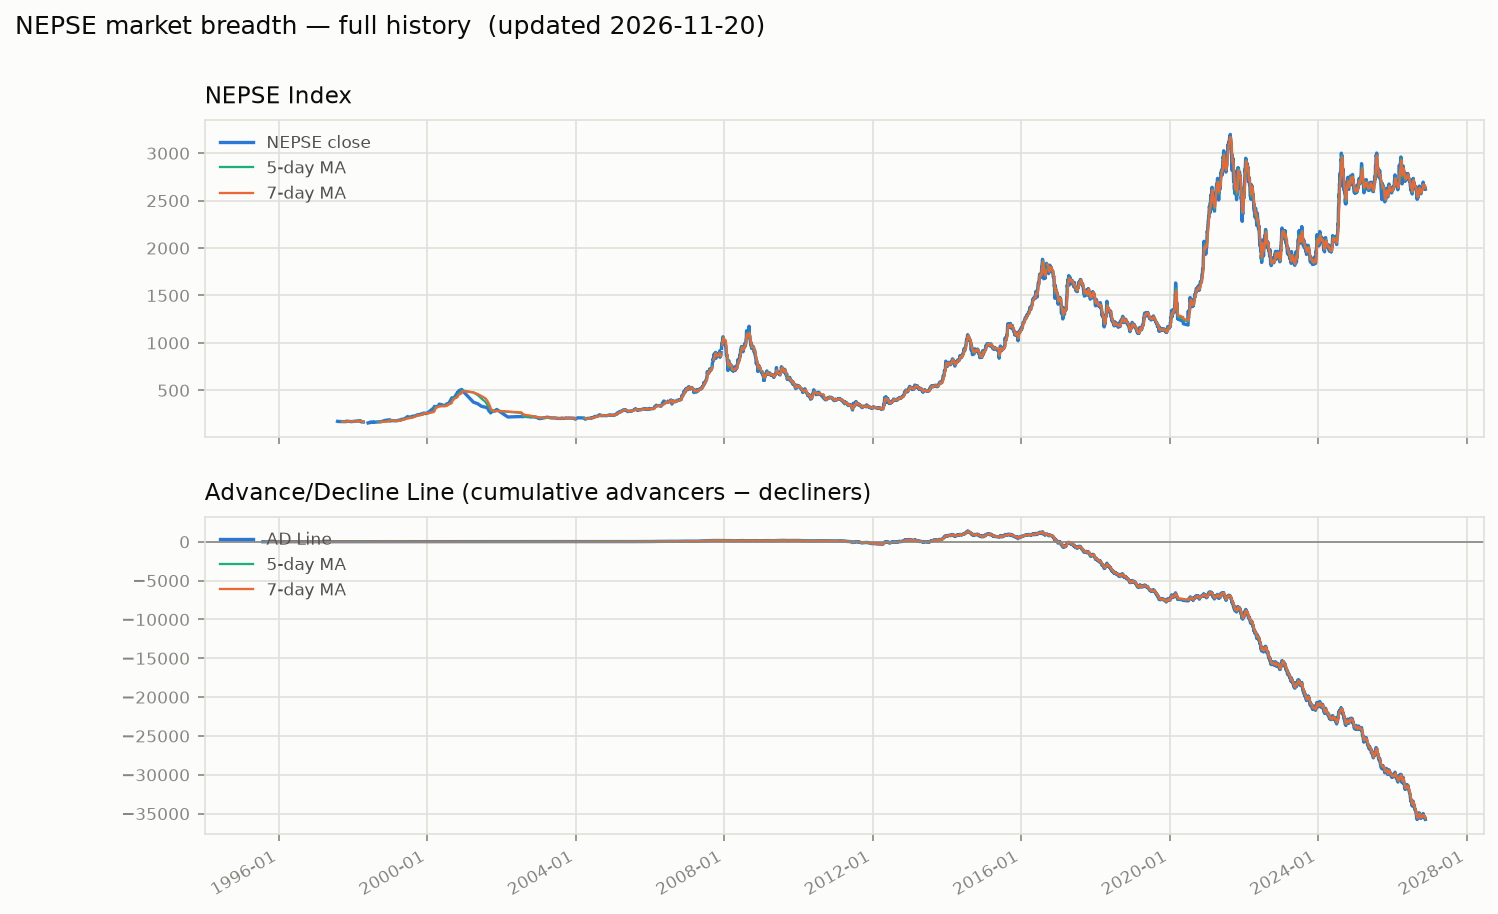 NEPSE market breadth — full history  (updated 2026-11-20)
NEPSE Index
NEPSE close
5-day MA
7-day MA
3000
2500
2000
1500
1000
500
Advance/Decline Line (cumulative advancers − decliners)
AD Line
5-day MA
7-day MA
0
−5000
−10000
−15000
−20000
−25000
−30000
−35000
1996-01
2000-01
2004-01
2008-01
2012-01
2016-01
2020-01
2024-01
2028-01